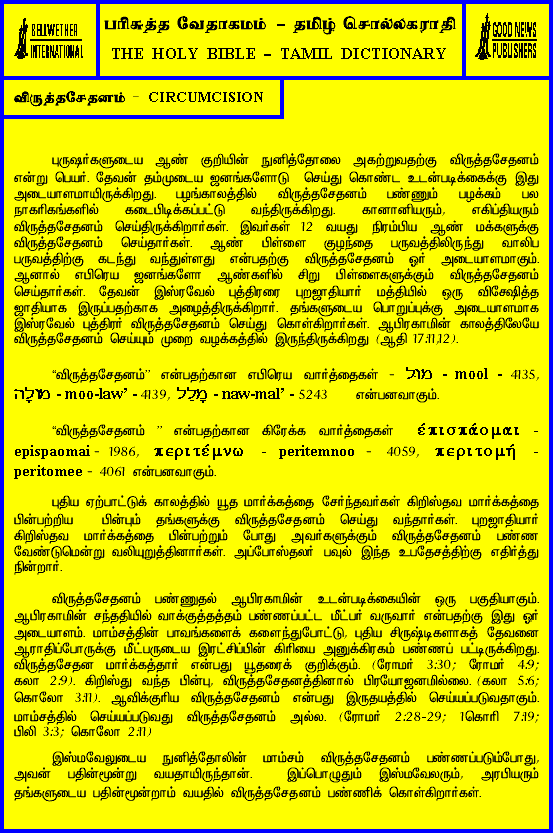 BELLWETHER
INTERNATIONAL
பரிசுத்த வேதாகமம் – தமிழ் சொல்லகராதி
THE HOLY BIBLE – TAMIL DICTIONARY
GOOD NEWS
PUBLISHERS
விருத்தசேதனம் – CIRCUMCISION
புருஷர்களுடைய ஆண் குறியின் நுனித்தோலை அகற்றுவதற்கு விருத்தசேதனம்
என்று பெயர். தேவன் தம்முடைய ஜனங்களோடு செய்து கொண்ட உடன்படிக்கைக்கு இது
அடையாளமாயிருக்கிறது. பழங்காலத்தில் விருத்தசேதனம் பண்ணும் பழக்கம் பல
நாகரிகங்களில் கடைபிடிக்கப்பட்டு வந்திருக்கிறது. கானானியரும், எகிப்தியரும்
விருத்தசேதனம் செய்திருக்கிறார்கள். இவர்கள் 12 வயது நிரம்பிய ஆண் மக்களுக்கு
விருத்தசேதனம் செய்தார்கள். ஆண் பிள்ளை குழந்தை பருவத்திலிருந்து வாலிப
பருவத்திற்கு கடந்து வந்துள்ளது என்பதற்கு விருத்தசேதனம் ஓர் அடையாளமாகும்.
ஆனால் எபிரெய ஜனங்களோ ஆண்களில் சிறு பிள்ளைகளுக்கும் விருத்தசேதனம்
செய்தார்கள். தேவன் இஸ்ரவேல் புத்திரரை புறஜாதியார் மத்தியில் ஒரு விசேஷித்த
ஜாதியாக இருப்பதற்காக அழைத்திருக்கிறார். தங்களுடைய பொறுப்புக்கு அடையாளமாக
இஸ்ரவேல் புத்திரர் விருத்தசேதனம் செய்து கொள்கிறார்கள். ஆபிரகாமின் காலத்திலேயே
விருத்தசேதனம் செய்யும் முறை வழக்கத்தில் இருந்திருக்கிறது (ஆதி 17:11,12).
“விருத்தசேதனம்” என்பதற்கான எபிரெய வார்த்தைகள் – מוּל - mool - 4135,
מוּלָה - moo-law’ - 4139, מָלַל - naw-mal’ - 5243 என்பனவாகும்.
“விருத்தசேதனம் ” என்பதற்கான கிரேக்க வார்த்தைகள் ἐπισπάομαι -
epispaomai - 1986, περιτέμνω - peritemnoo - 4059, περιτομή -
peritomee - 4061 என்பனவாகும்.
புதிய ஏற்பாட்டுக் காலத்தில் யூத மார்க்கத்தை சேர்ந்தவர்கள் கிறிஸ்தவ மார்க்கத்தை
பின்பற்றிய பின்பும் தங்களுக்கு விருத்தசேதனம் செய்து வந்தார்கள். புறஜாதியார்
கிறிஸ்தவ மார்க்கத்தை பின்பற்றும் போது அவர்களுக்கும் விருத்தசேதனம் பண்ண
வேண்டுமென்று வலியுறுத்தினார்கள். அப்போஸ்தலர் பவுல் இந்த உபதேசத்திற்கு எதிர்த்து
நின்றார்.
விருத்தசேதனம் பண்ணுதல் ஆபிரகாமின் உடன்படிக்கையின் ஒரு பகுதியாகும்.
ஆபிரகாமின் சந்ததியில் வாக்குத்தத்தம் பண்ணப்பட்ட மீட்பர் வருவார் என்பதற்கு இது ஓர்
அடையாளம். மாம்சத்தின் பாவங்களைக் களைந்துபோட்டு, புதிய சிருஷ்டிகளாகத் தேவனை
ஆராதிப்போருக்கு மீட்பருடைய இரட்சிப்பின் கிரியை அனுக்கிரகம் பண்ணப் பட்டிருக்கிறது.
விருத்தசேதன மார்க்கத்தார் என்பது யூதரைக் குறிக்கும். (ரோமர் 3:30; ரோமர் 4:9;
கலா 2:9). கிறிஸ்து வந்த பின்பு, விருத்தசேதனத்தினால் பிரயோஜனமில்லை. (கலா 5:6;
கொலோ 3:11). ஆவிக்குரிய விருத்தசேதனம் என்பது இருதயத்தில் செய்யப்படுவதாகும்.
மாம்சத்தில் செய்யப்படுவது விருத்தசேதனம் அல்ல. (ரோமர் 2:28-29; 1கொரி 7:19;
பிலி 3:3; கொலோ 2:11)
இஸ்மவேலுடைய நுனித்தோலின் மாம்சம் விருத்தசேதனம் பண்ணப்படும்போது,
அவன் பதின்மூன்று வயதாயிருந்தான். இப்பொழுதும் இஸ்மவேலரும், அரபியரும்
தங்களுடைய பதின்மூன்றாம் வயதில் விருத்தசேதனம் பண்ணிக் கொள்கிறார்கள்.